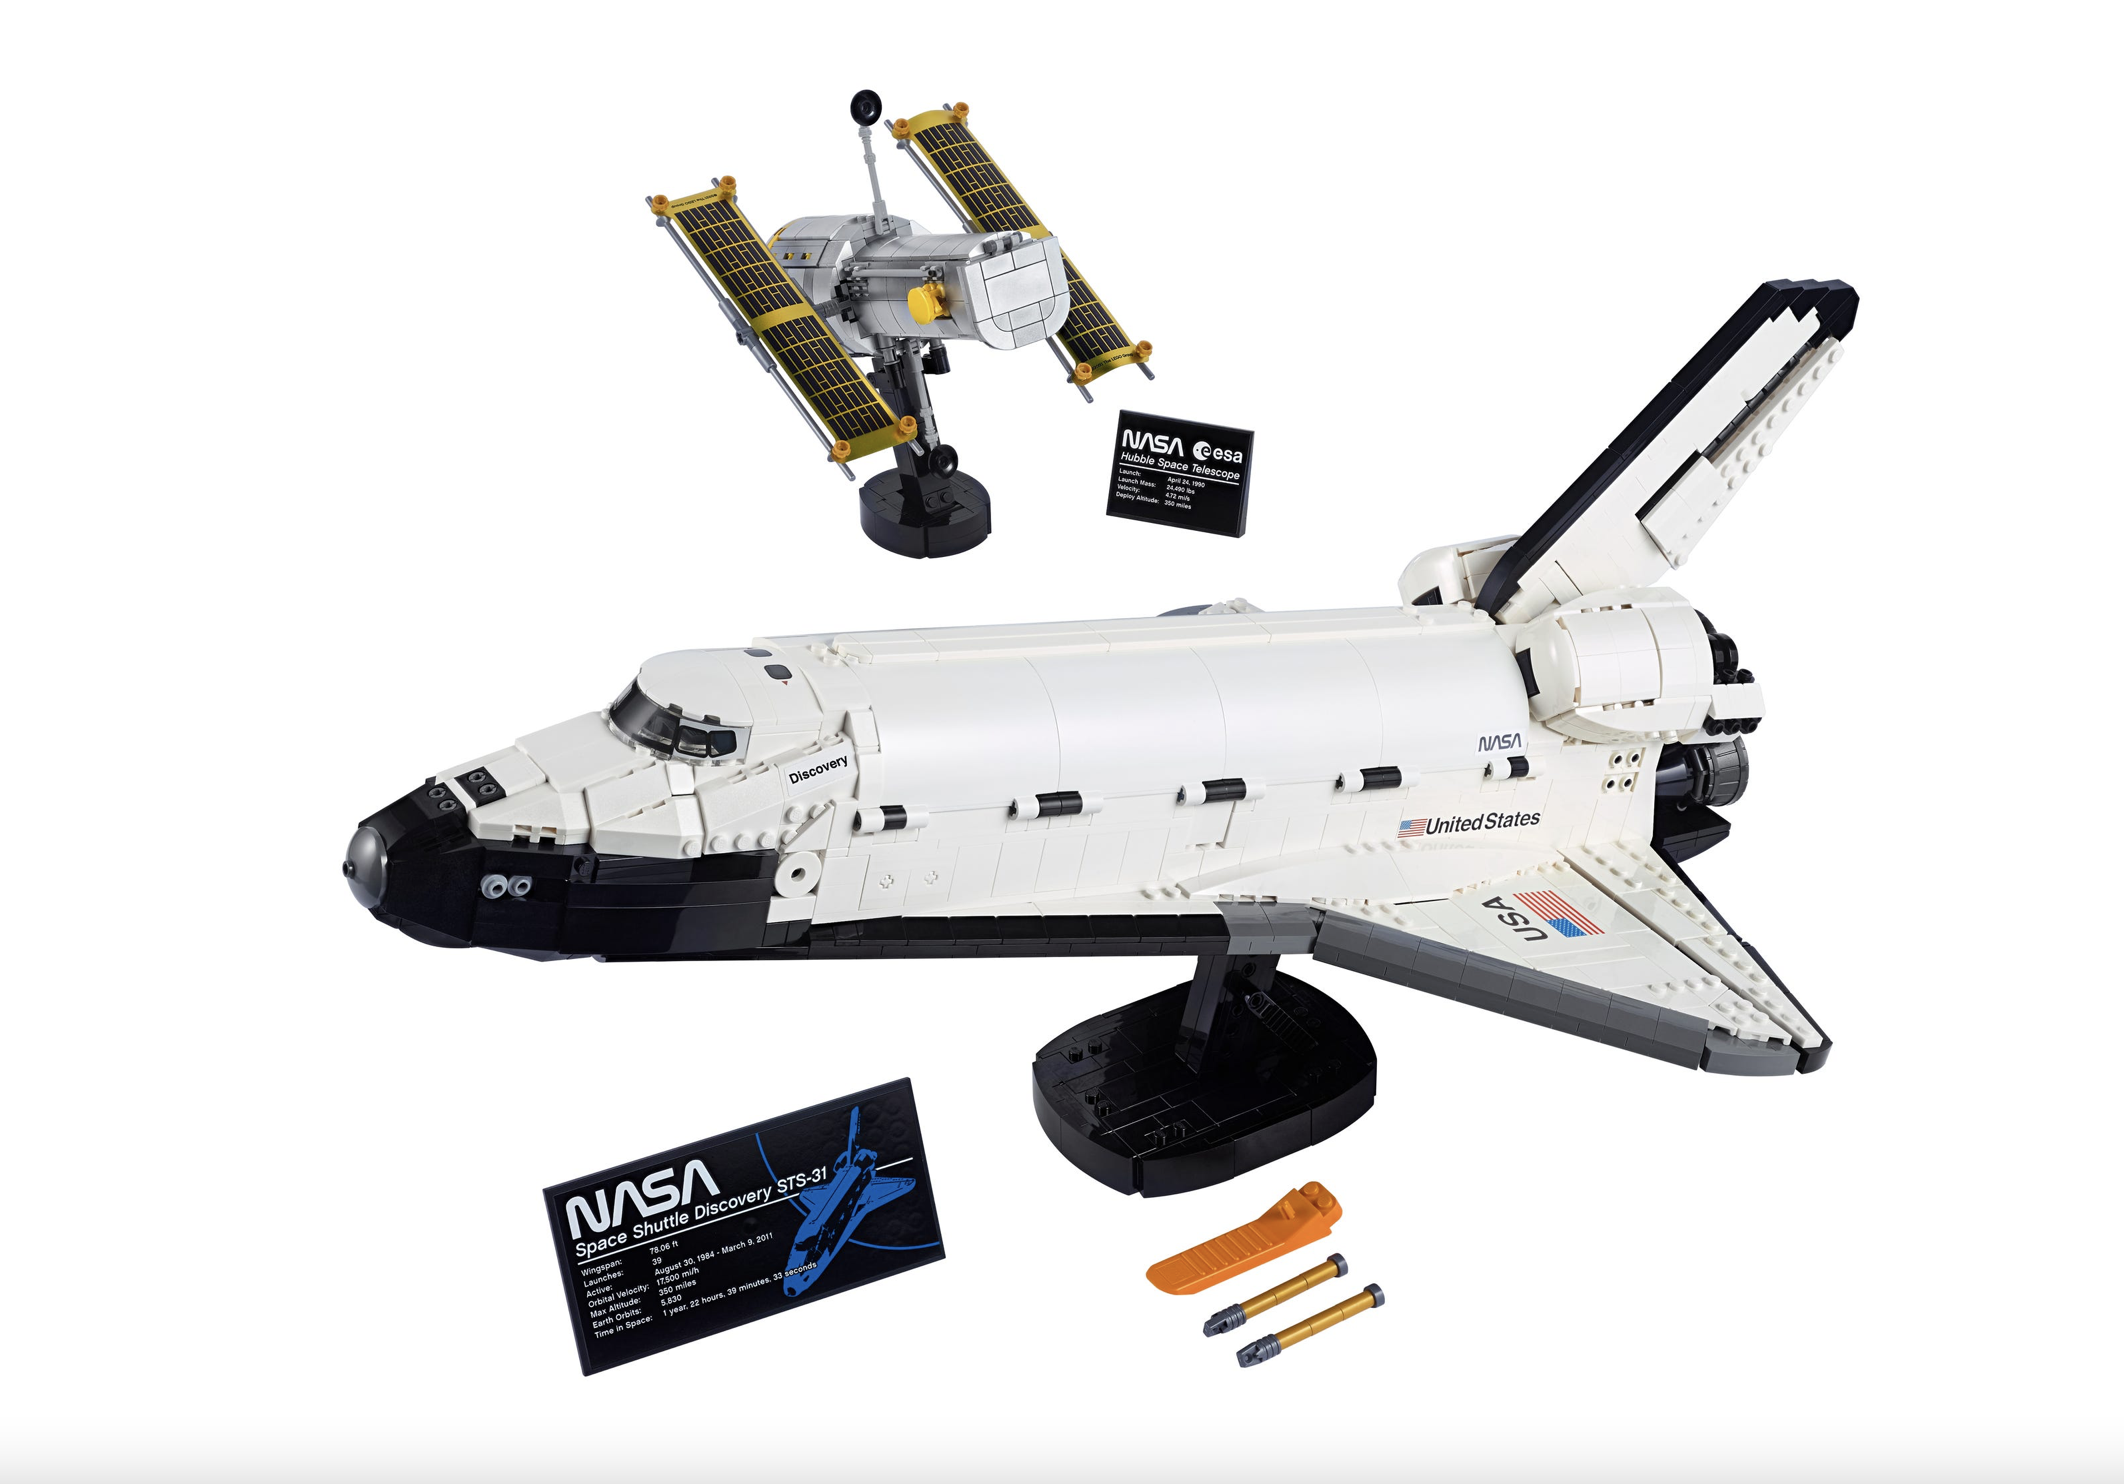 NASA esa
Hubble Space Telescope
Launch: April 24, 1990
Launch Mass: 24,490 lbs
Velocity: 4.72 mi/s
Deploy Altitude: 350 miles
Discovery
NASA
United States
USA
NASA
Space Shuttle Discovery STS-31
Wingspan: 78.06 ft
Launches: 39
Active: August 30, 1984 - March 9, 2011
Orbital Velocity: 17,500 mi/h
Max Altitude: 350 miles
Earth Orbits: 5,830
Time in Space: 1 year, 22 hours, 39 minutes, 33 seconds